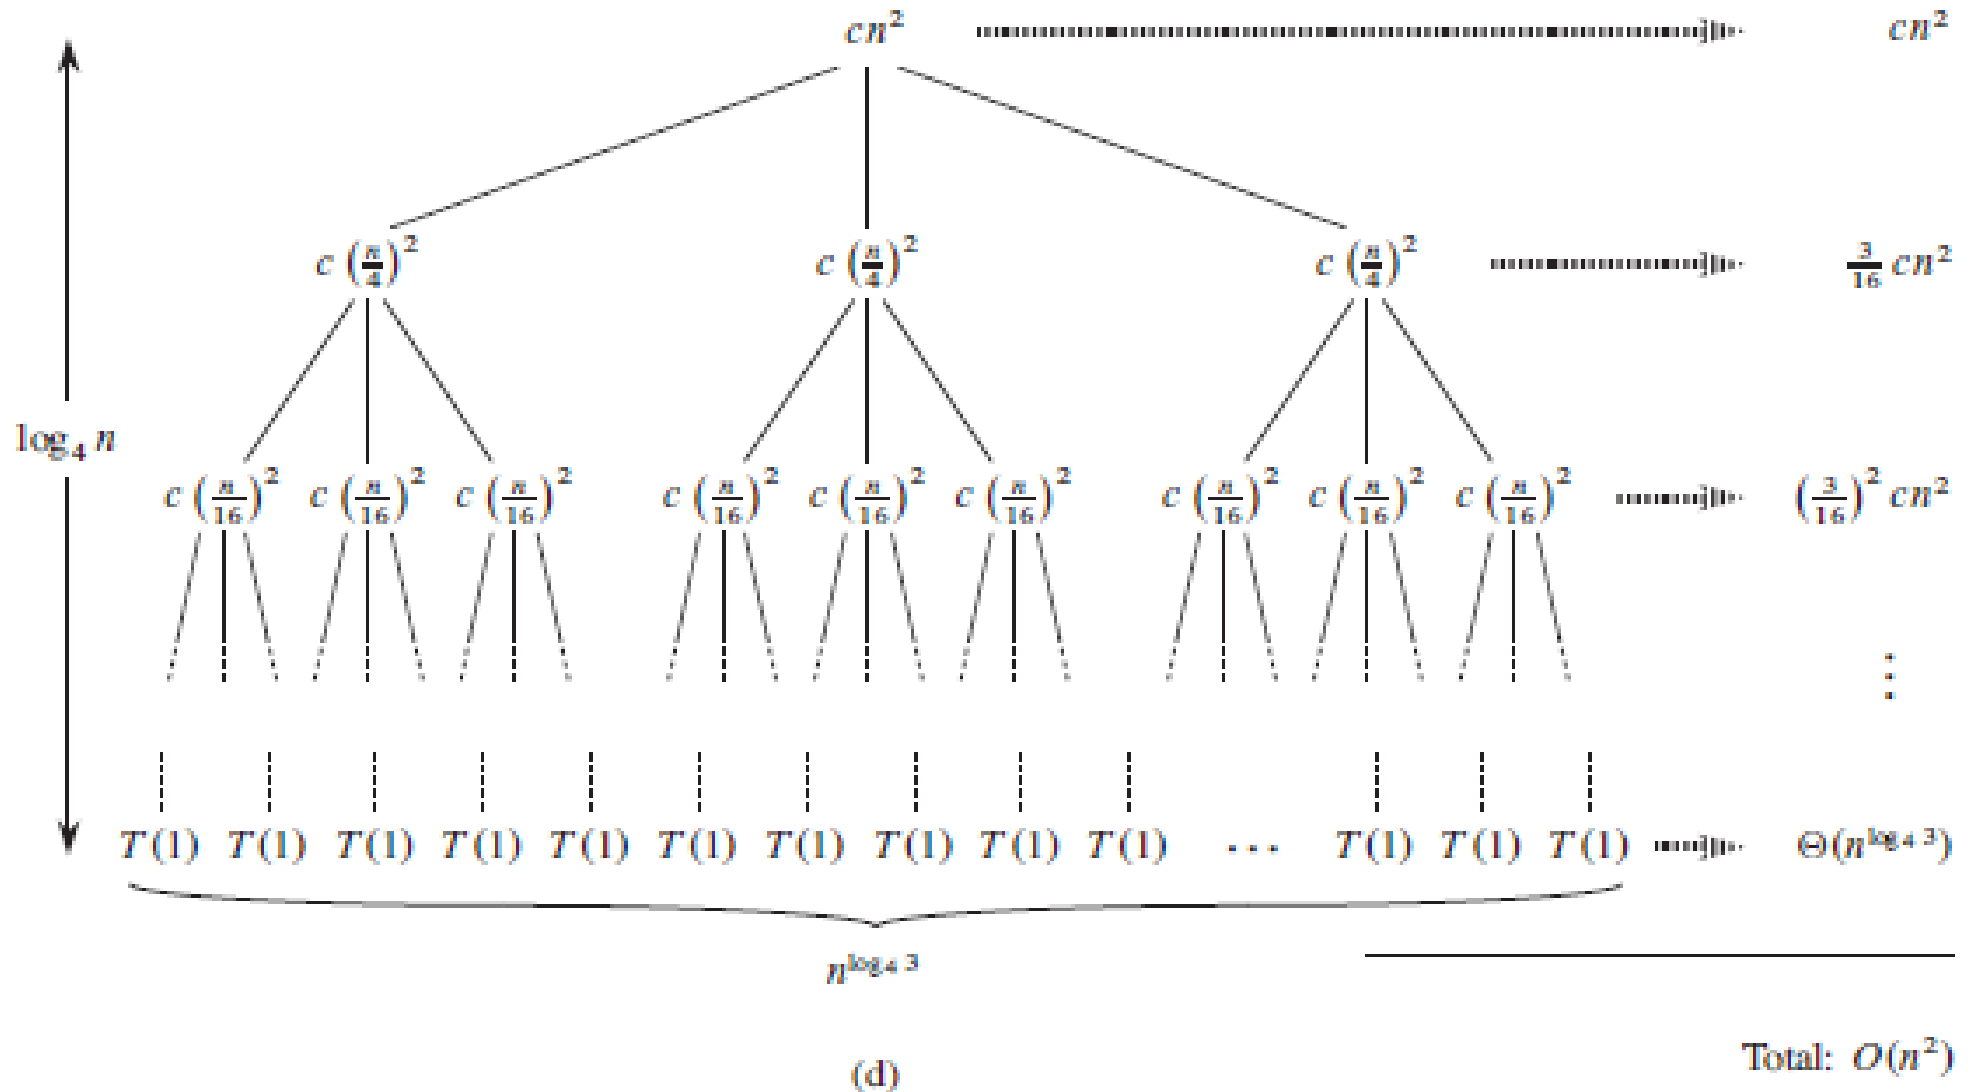 cn² cn²
c (n/4)² c (n/4)² c (n/4)² 3/16 cn²
log₄ n
c (n/16)² c (n/16)² c (n/16)² c (n/16)² c (n/16)² c (n/16)² c (n/16)² c (n/16)² c (n/16)² (3/16)² cn²
⋮
T(1) T(1) T(1) T(1) T(1) T(1) T(1) T(1) T(1) T(1) ... T(1) T(1) T(1) Θ(n^{log₄ 3})
n^{log₄ 3}
Total: O(n²)
(d)